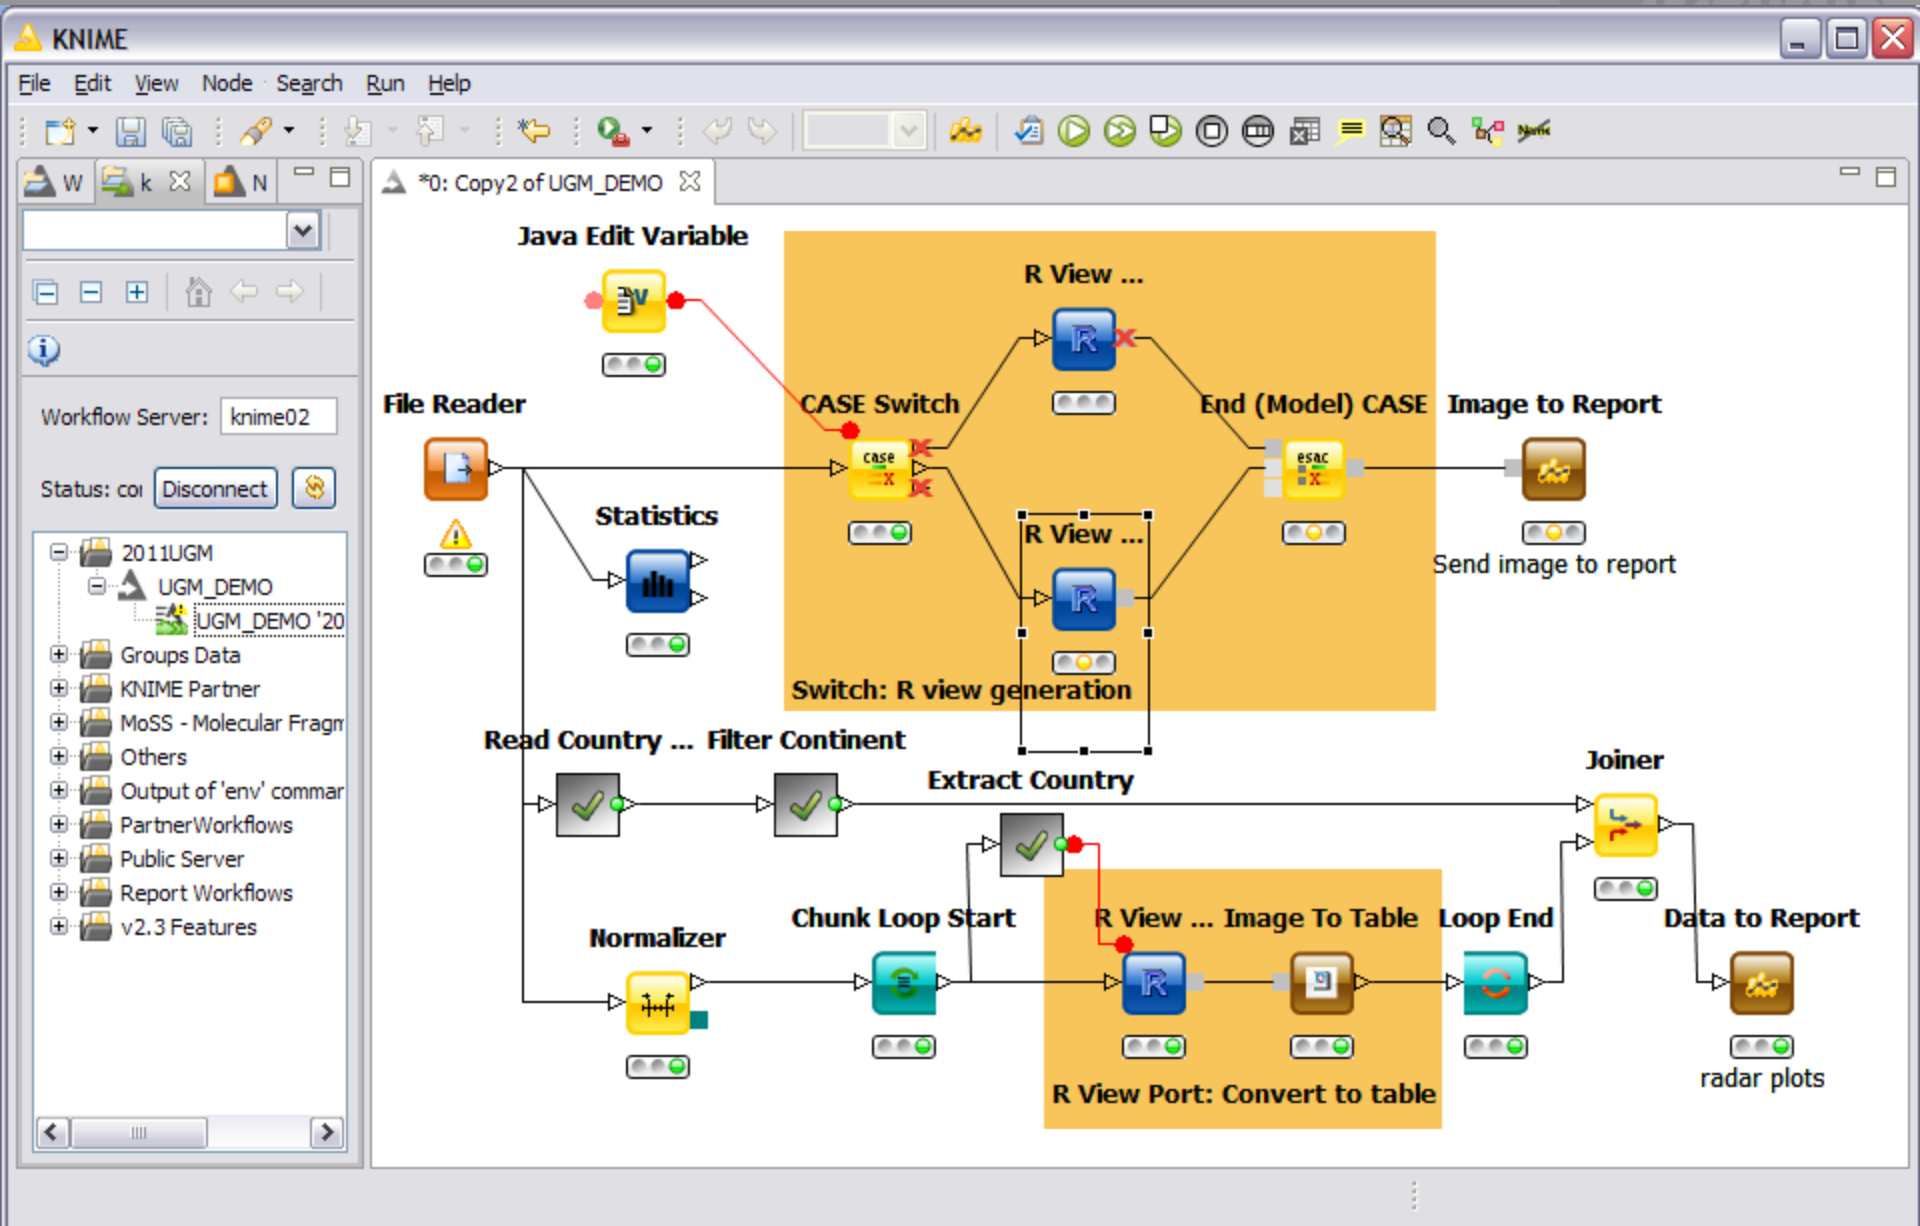 KNIME
File Edit View Node Search Run Help
W k N
*0: Copy2 of UGM_DEMO
Workflow Server: knime02
Status: co Disconnect
2011UGM
UGM_DEMO
UGM_DEMO '20
Groups Data
KNIME Partner
MoSS - Molecular Fragm
Others
Output of 'env' commar
PartnerWorkflows
Public Server
Report Workflows
v2.3 Features
Java Edit Variable
V
R View ...
R
File Reader
CASE Switch
case
x
End (Model) CASE
esac
x
Image to Report
Send image to report
Statistics
R View ...
R
Switch: R view generation
Read Country ...
Filter Continent
Extract Country
Joiner
Normalizer
Chunk Loop Start
R View ...
R
Image To Table
Loop End
Data to Report
radar plots
R View Port: Convert to table